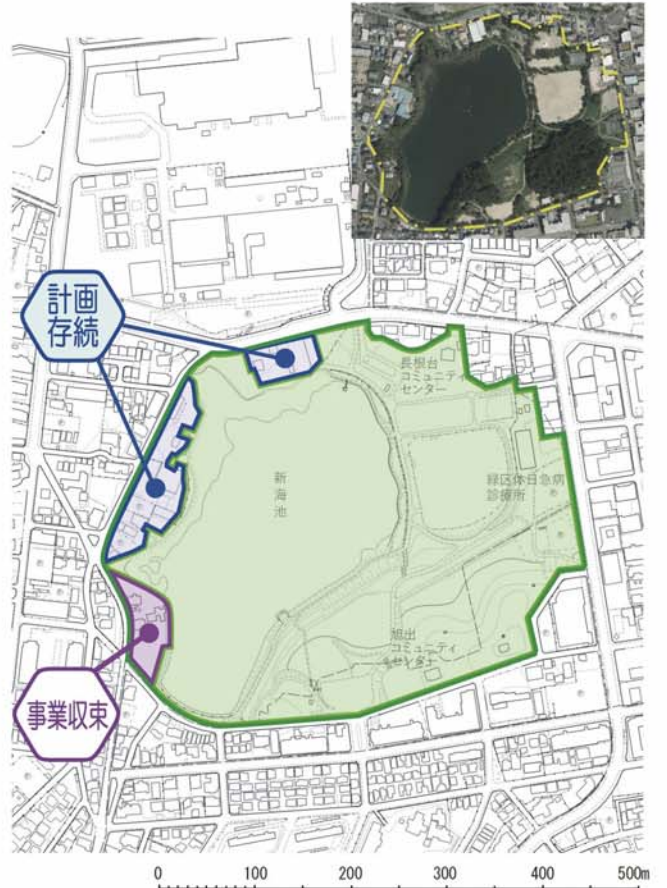 計画
存続
長根台
コミュニティ
センター
新海池
緑区休日急病
診療所
旭出
コミュニティ
センター
事業収束
0 100 200 300 400 500m